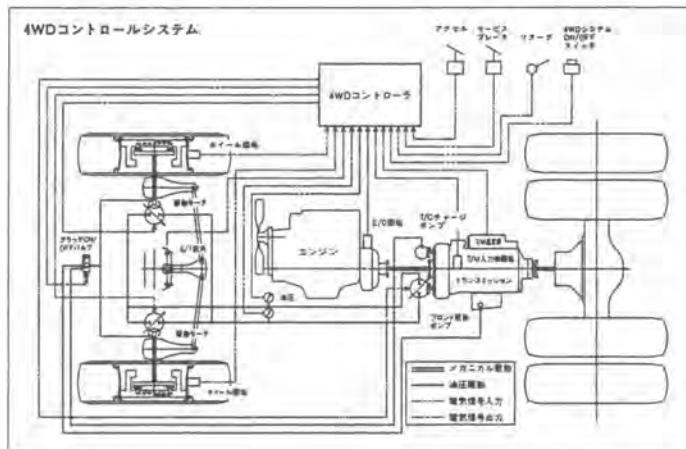 4WDコントロールシステム
アクセル
サービス
ブレーキ
リターダ
4WDシステム
ON/OFF
スイッチ
4WDコントローラ
ホイール回転
駆動モータ
クラッチON/
OFFバルブ
油圧
エンジン
E/G回転
T/Cチャージ
ポンプ
T/M入力軸回転
トランスミッション
フロント駆動
ポンプ
駆動モータ
ホイール回転
メカニカル駆動
油圧駆動
電気信号入力
電気信号出力